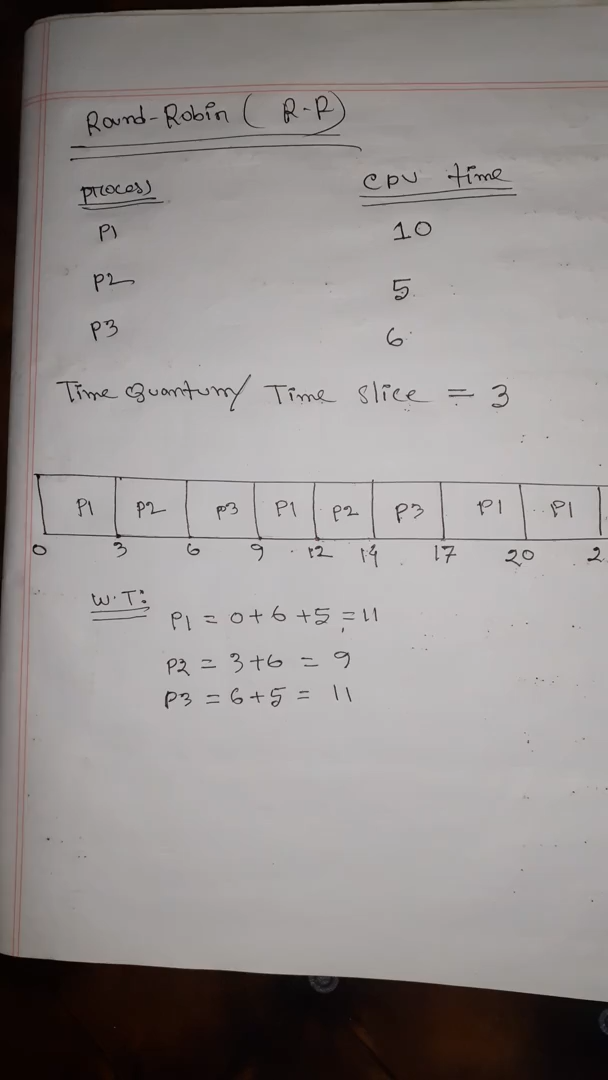 Round-Robin ( R-R)
process CPU time
P1 10
P2 5
P3 6
Time Quantum/ Time slice = 3
P1 P2 P3 P1 P2 P3 P1 P1
0 3 6 9 12 14 17 20 2
W.T:
P1 = 0+6+5 = 11
P2 = 3+6 = 9
P3 = 6+5 = 11